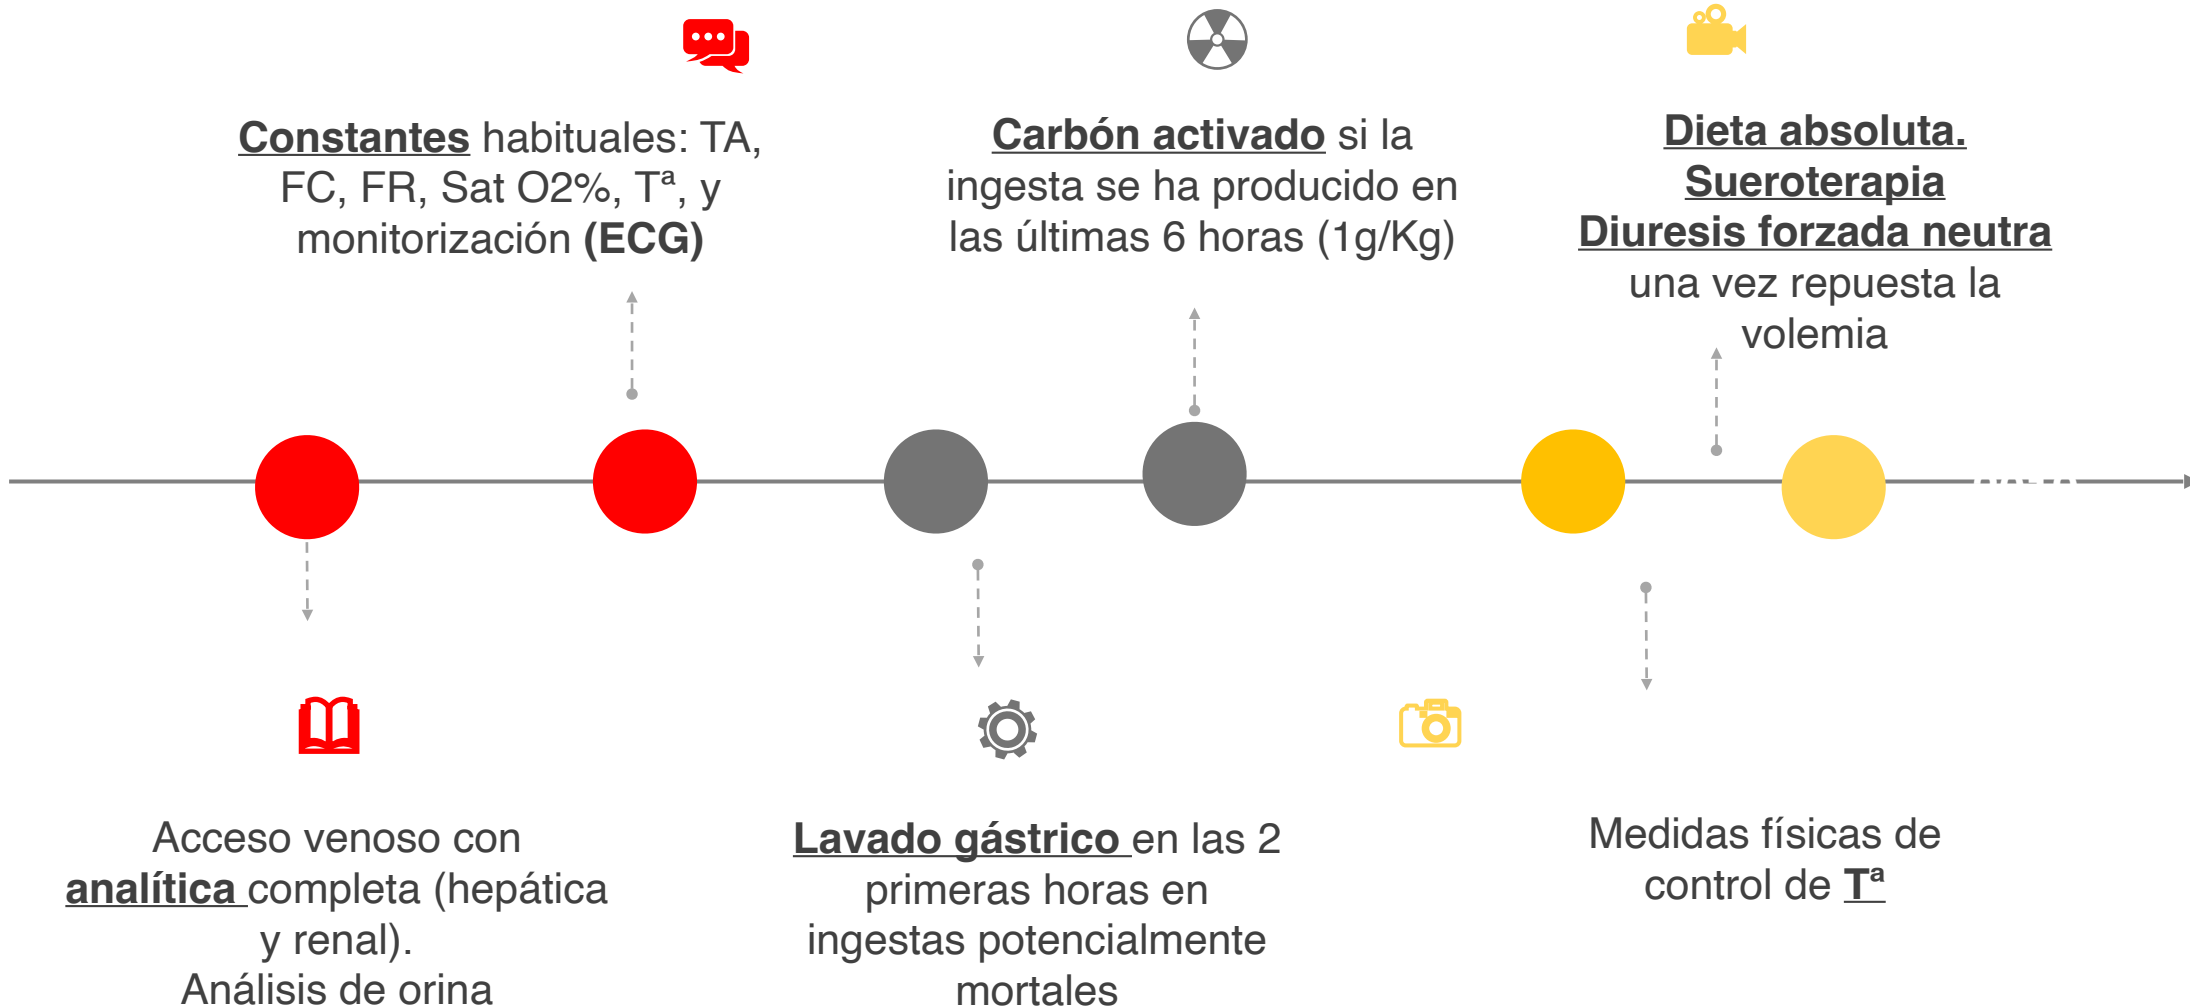 Constantes habituales: TA,
FC, FR, Sat O2%, Tª, y
monitorización (ECG)
Carbón activado si la
ingesta se ha producido en
las últimas 6 horas (1g/Kg)
Dieta absoluta.
Sueroterapia
Diuresis forzada neutra
una vez repuesta la
volemia
Acceso venoso con
analítica completa (hepática
y renal).
Análisis de orina
Lavado gástrico en las 2
primeras horas en
ingestas potencialmente
mortales
Medidas físicas de
control de Tª